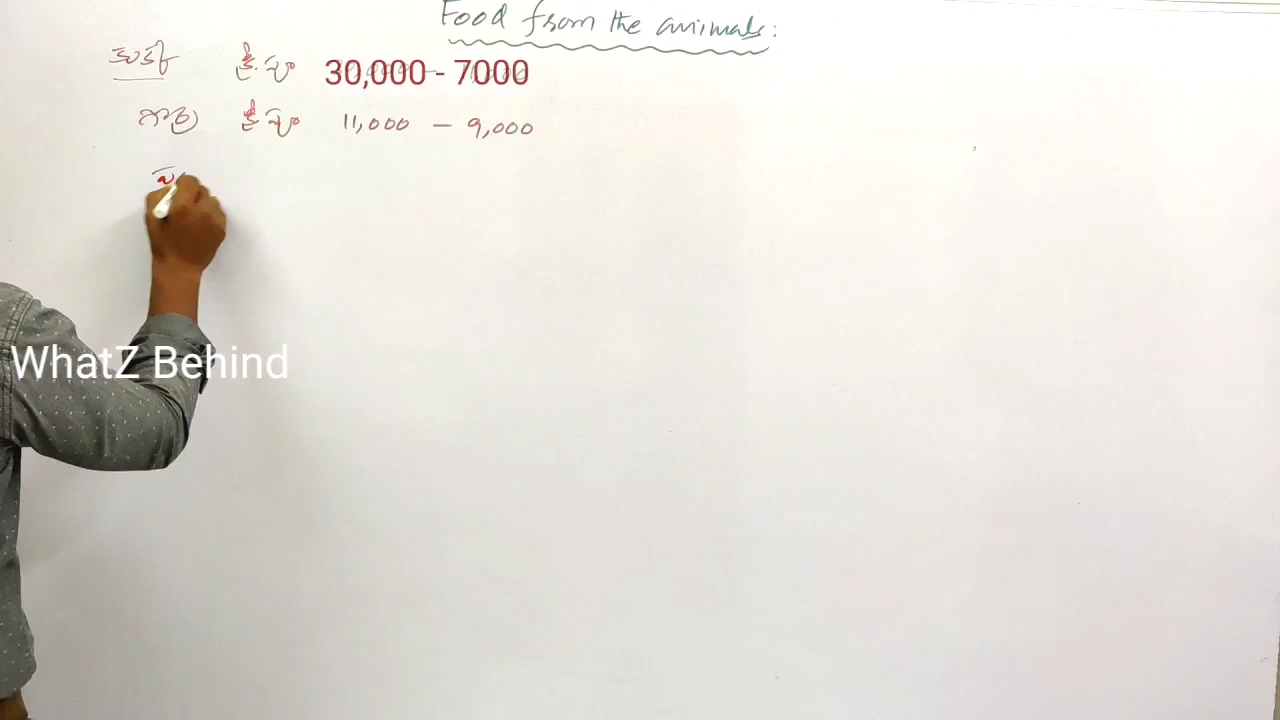 Food from the animals:
కుక్క క్రీ.పూ 30,000 - 7000
గొర్రె క్రీ.పూ 11,000 - 9,000
WhatZ Behind